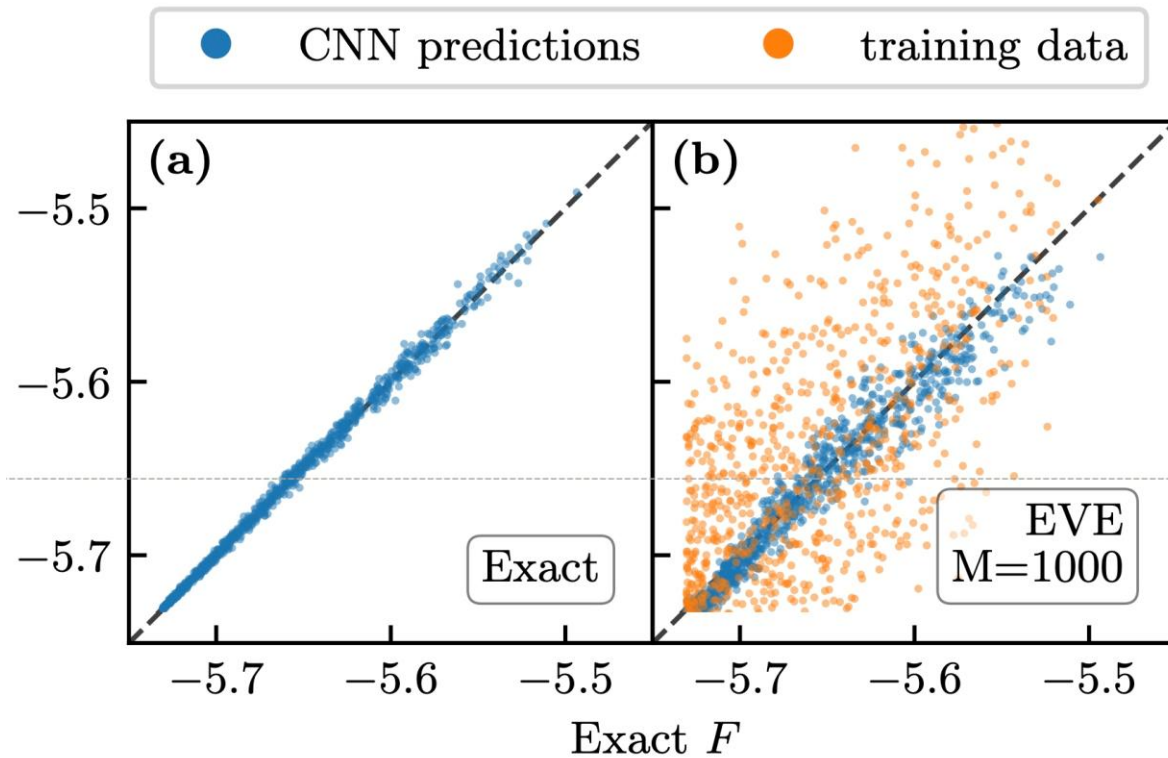 CNN predictions training data
(a) (b)
−5.5
−5.6
−5.7
Exact
EVE
M=1000
−5.7 −5.6 −5.5 −5.7 −5.6 −5.5
Exact F